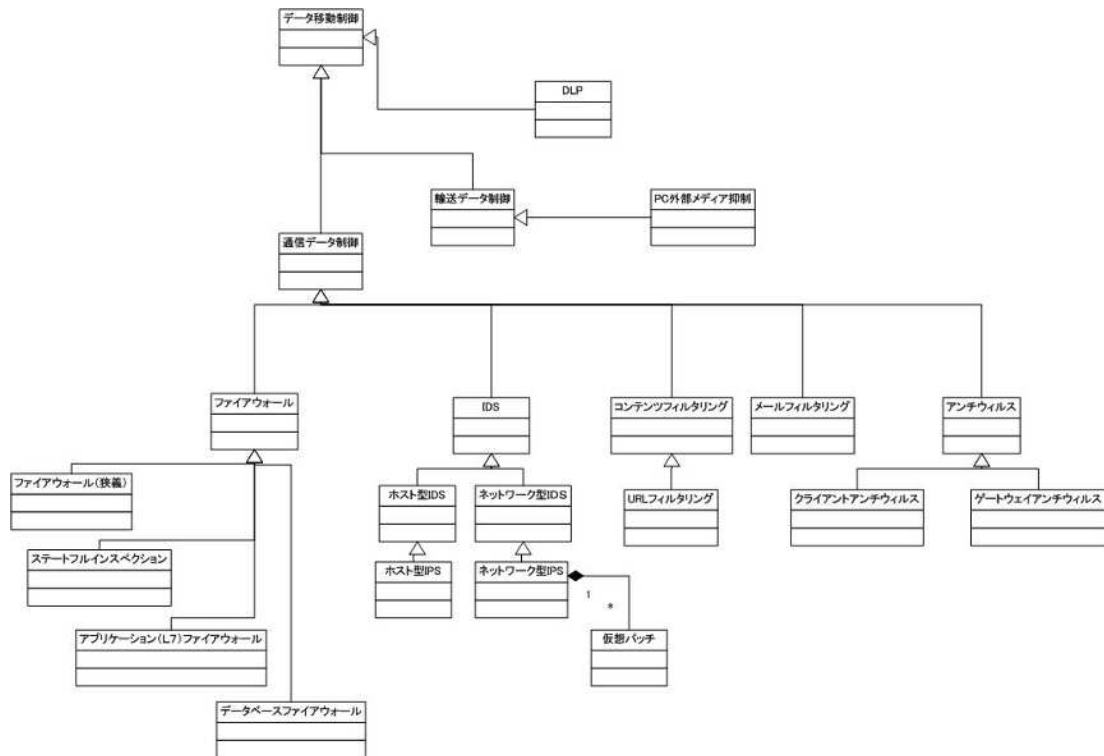 データ移動制御
DLP
輸送データ制御
PC外部メディア抑制
通信データ制御
ファイアウォール
IDS
コンテンツフィルタリング
メールフィルタリング
アンチウィルス
ファイアウォール(狭義)
ホスト型IDS
ネットワーク型IDS
URLフィルタリング
クライアントアンチウィルス
ゲートウェイアンチウィルス
ステートフルインスペクション
ホスト型IPS
ネットワーク型IPS
1
*
アプリケーション(L7)ファイアウォール
仮想パッチ
データベースファイアウォール